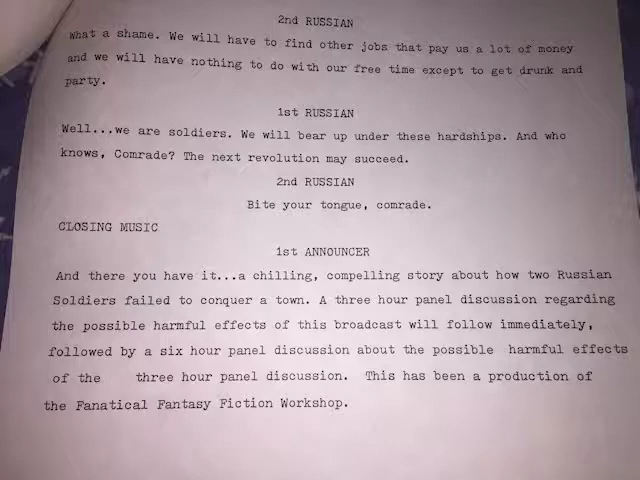 2nd RUSSIAN
What a shame. We will have to find other jobs that pay us a lot of money
and we will have nothing to do with our free time except to get drunk and
party.
1st RUSSIAN
Well...we are soldiers. We will bear up under these hardships. And who
knows, Comrade? The next revolution may succeed.
2nd RUSSIAN
Bite your tongue, comrade.
CLOSING MUSIC
1st ANNOUNCER
And there you have it...a chilling, compelling story about how two Russian
Soldiers failed to conquer a town. A three hour panel discussion regarding
the possible harmful effects of this broadcast will follow immediately,
followed by a six hour panel discussion about the possible harmful effects
of the three hour panel discussion. This has been a production of
the Fanatical Fantasy Fiction Workshop.